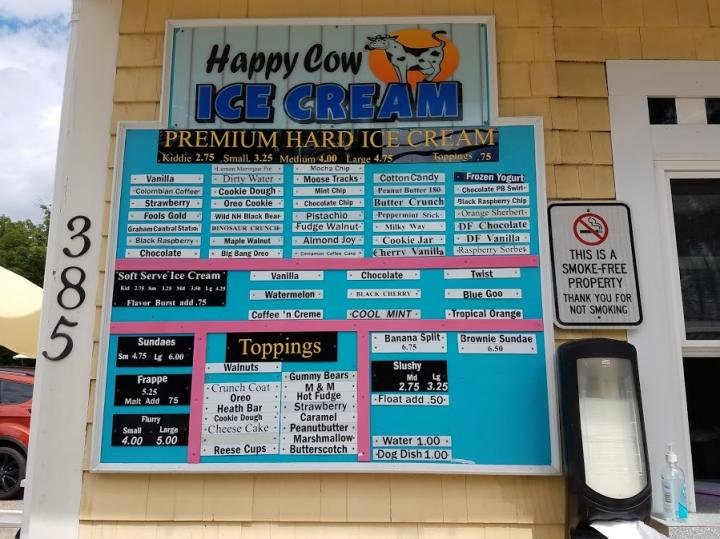 Happy Cow
ICE CREAM
PREMIUM HARD ICE CREAM
Kiddie 2.75 Small 3.25 Medium 4.00 Large 4.75 Toppings .75
Lemon Merogue Pie
Mocha Chip
Vanilla
Dirty Water
Moose Tracks
Cotton Candy
Frozen Yogurt
Colombian Coffee
Cookie Dough
Mint Chip
Peanut Butter 180
Chocolate PB Swirl
Strawberry
Oreo Cookie
Chocolate Chip
Butter Crunch
Black Raspberry Chip
Fools Gold
Wild NH Black Bear
Pistachio
Peppermint Stick
Orange Sherbert
Graham Central Station
DINOSAUR CRUNCH
Fudge Walnut
Milky Way
DF Chocolate
Black Raspberry
Maple Walnut
Almond Joy
Cookie Jar
DF Vanilla
Chocolate
Big Bang Oreo
Cinnamon Coffee Cake
Cherry Vanilla
Raspberry Sorbet
Soft Serve Ice Cream
Kid 2.75 Sm 3.25 Md 3.50 Lg 4.25
Flavor Burst add .75
Vanilla
Chocolate
Twist
Watermelon
BLACK CHERRY
Blue Goo
Coffee 'n Creme
COOL MINT
Tropical Orange
Sundaes
Sm 4.75 Lg 6.00
Frappe
5.25
Malt Add 75
Flurry
Small Large
4.00 5.00
Toppings
Walnuts
Crunch Coat
Oreo
Heath Bar
Cookie Dough
Cheese Cake
Reese Cups
Gummy Bears
M & M
Hot Fudge
Strawberry
Caramel
Peanutbutter
Marshmallow
Butterscotch
Banana Split
6.75
Brownie Sundae
6.50
Slushy
Md Lg
2.75 3.25
Float add .50
Water 1.00
Dog Dish 1.00
385
THIS IS A
SMOKE-FREE
PROPERTY
THANK YOU FOR
NOT SMOKING